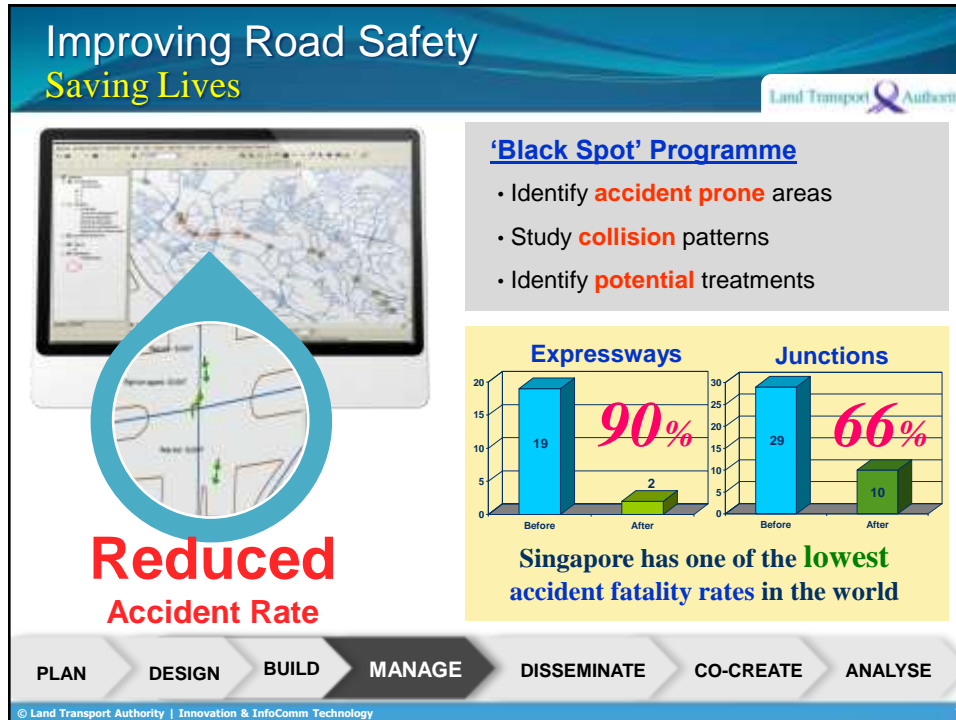 Improving Road Safety
Saving Lives
Land Transport Authorit
'Black Spot' Programme
• Identify accident prone areas
• Study collision patterns
• Identify potential treatments
Expressways
20
15
10
5
0
19
2
90%
Before
After
Junctions
30
25
20
15
10
5
0
29
10
66%
Before
After
Singapore has one of the lowest
accident fatality rates in the world
Reduced
Accident Rate
PLAN
DESIGN
BUILD
MANAGE
DISSEMINATE
CO-CREATE
ANALYSE
© Land Transport Authority | Innovation & InfoComm Technology